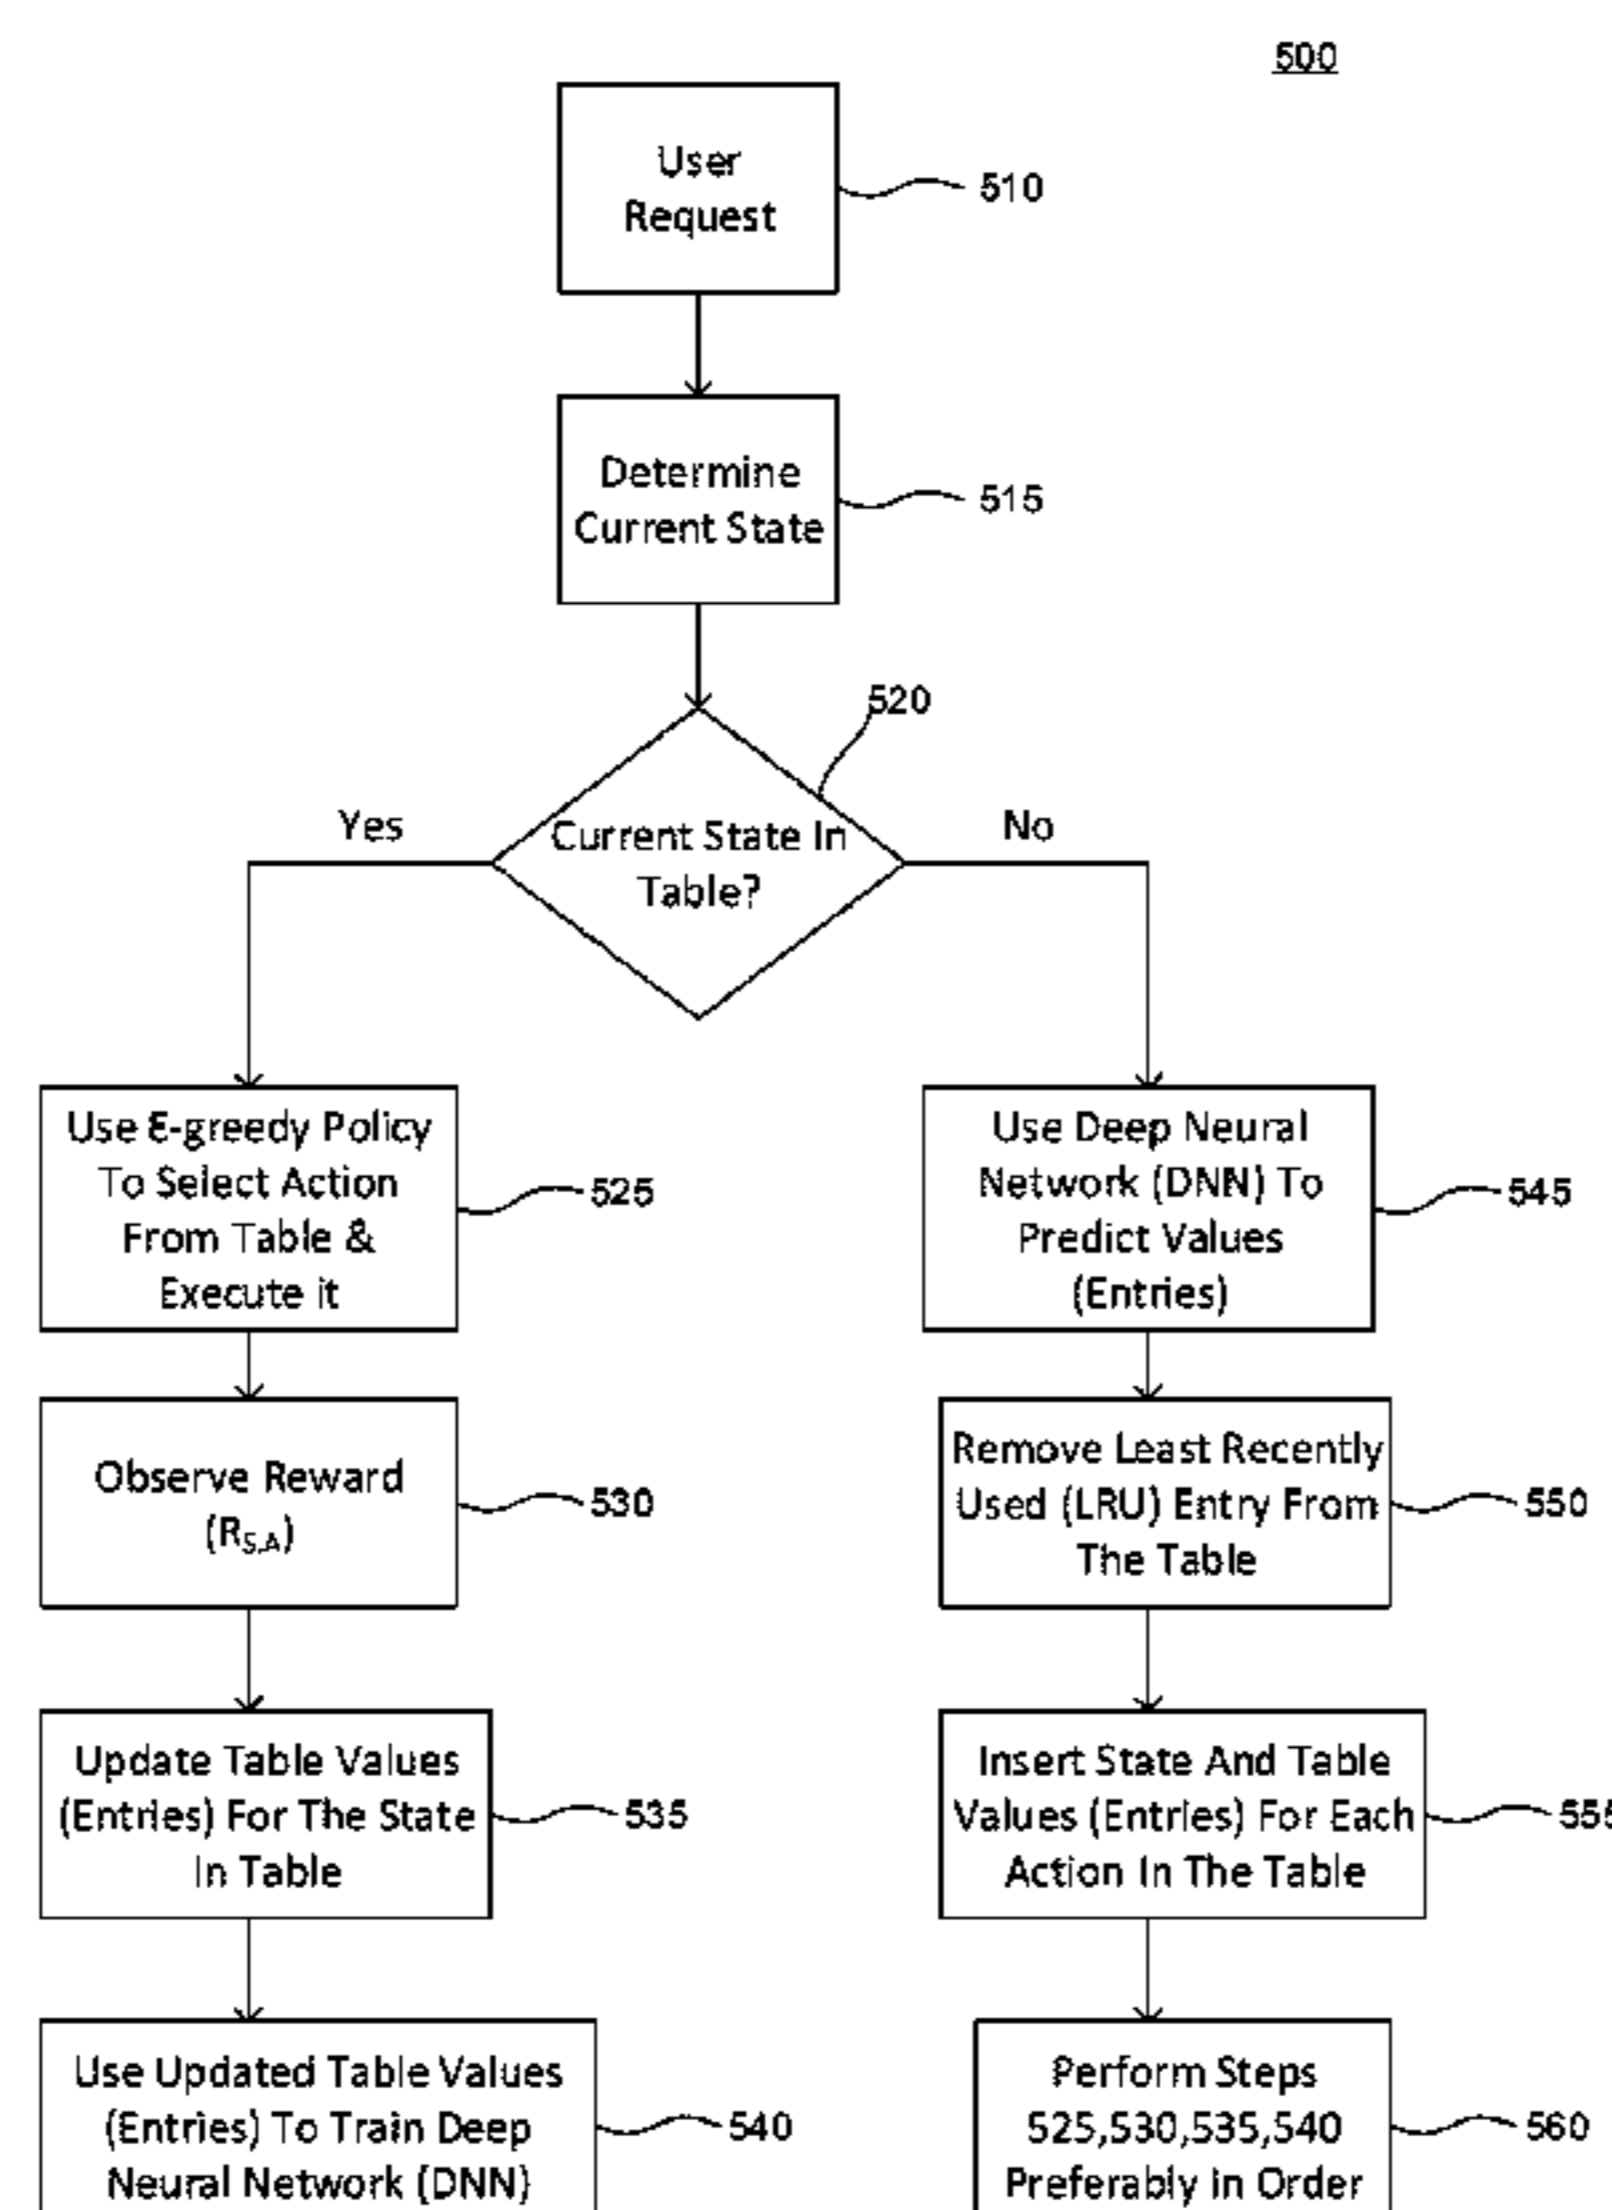 500
User
Request
510
Determine
Current State
515
520
Yes
Current State In
Table?
No
Use Ɛ-greedy Policy
To Select Action
From Table &
Execute it
525
Use Deep Neural
Network (DNN) To
Predict Values
(Entries)
545
Observe Reward
(R_S,A)
530
Remove Least Recently
Used (LRU) Entry From
The Table
550
Update Table Values
(Entries) For The State
In Table
535
Insert State And Table
Values (Entries) For Each
Action In The Table
555
Use Updated Table Values
(Entries) To Train Deep
Neural Network (DNN)
540
Perform Steps
525,530,535,540
Preferably in Order
560